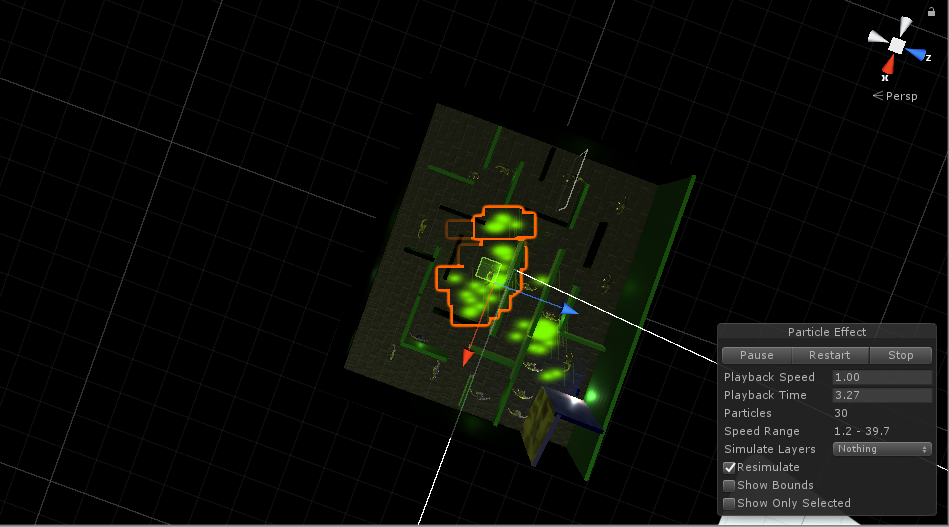 z
x
Persp
Particle Effect
Pause Restart Stop
Playback Speed 1.00
Playback Time 3.27
Particles 30
Speed Range 1.2 - 39.7
Simulate Layers Nothing
Resimulate
Show Bounds
Show Only Selected